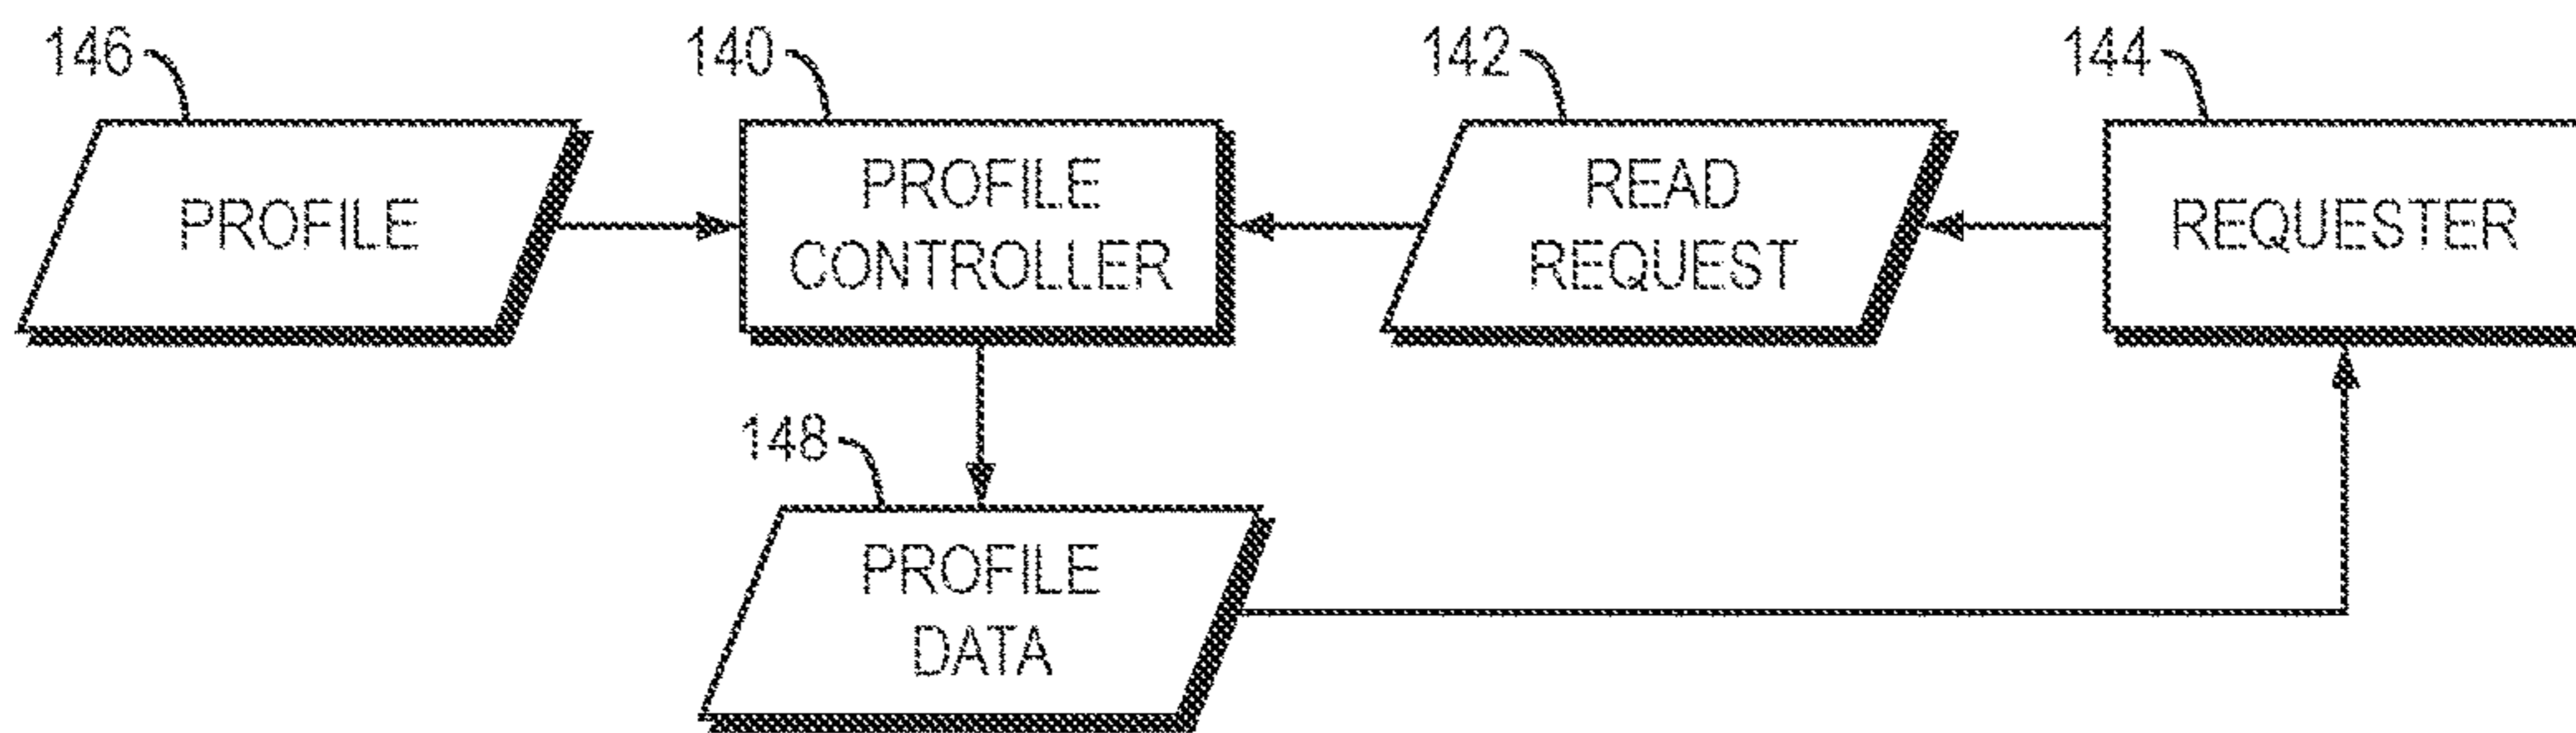 146
140
142
144
PROFILE
PROFILE
CONTROLLER
READ
REQUEST
REQUESTER
148
PROFILE
DATA